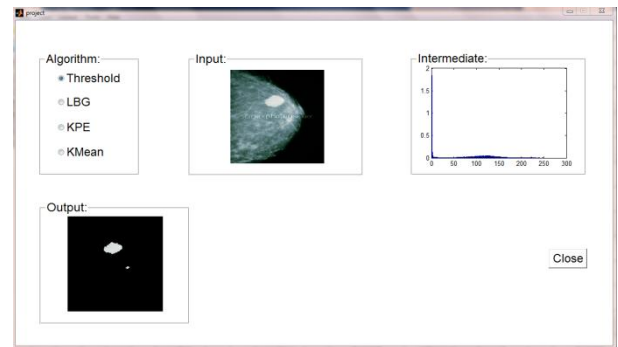 project
Algorithm:
Threshold
LBG
KPE
KMean
Input:
Intermediate:
2
1.5
1
0.5
0
0 50 100 150 200 250 300
Output:
Close